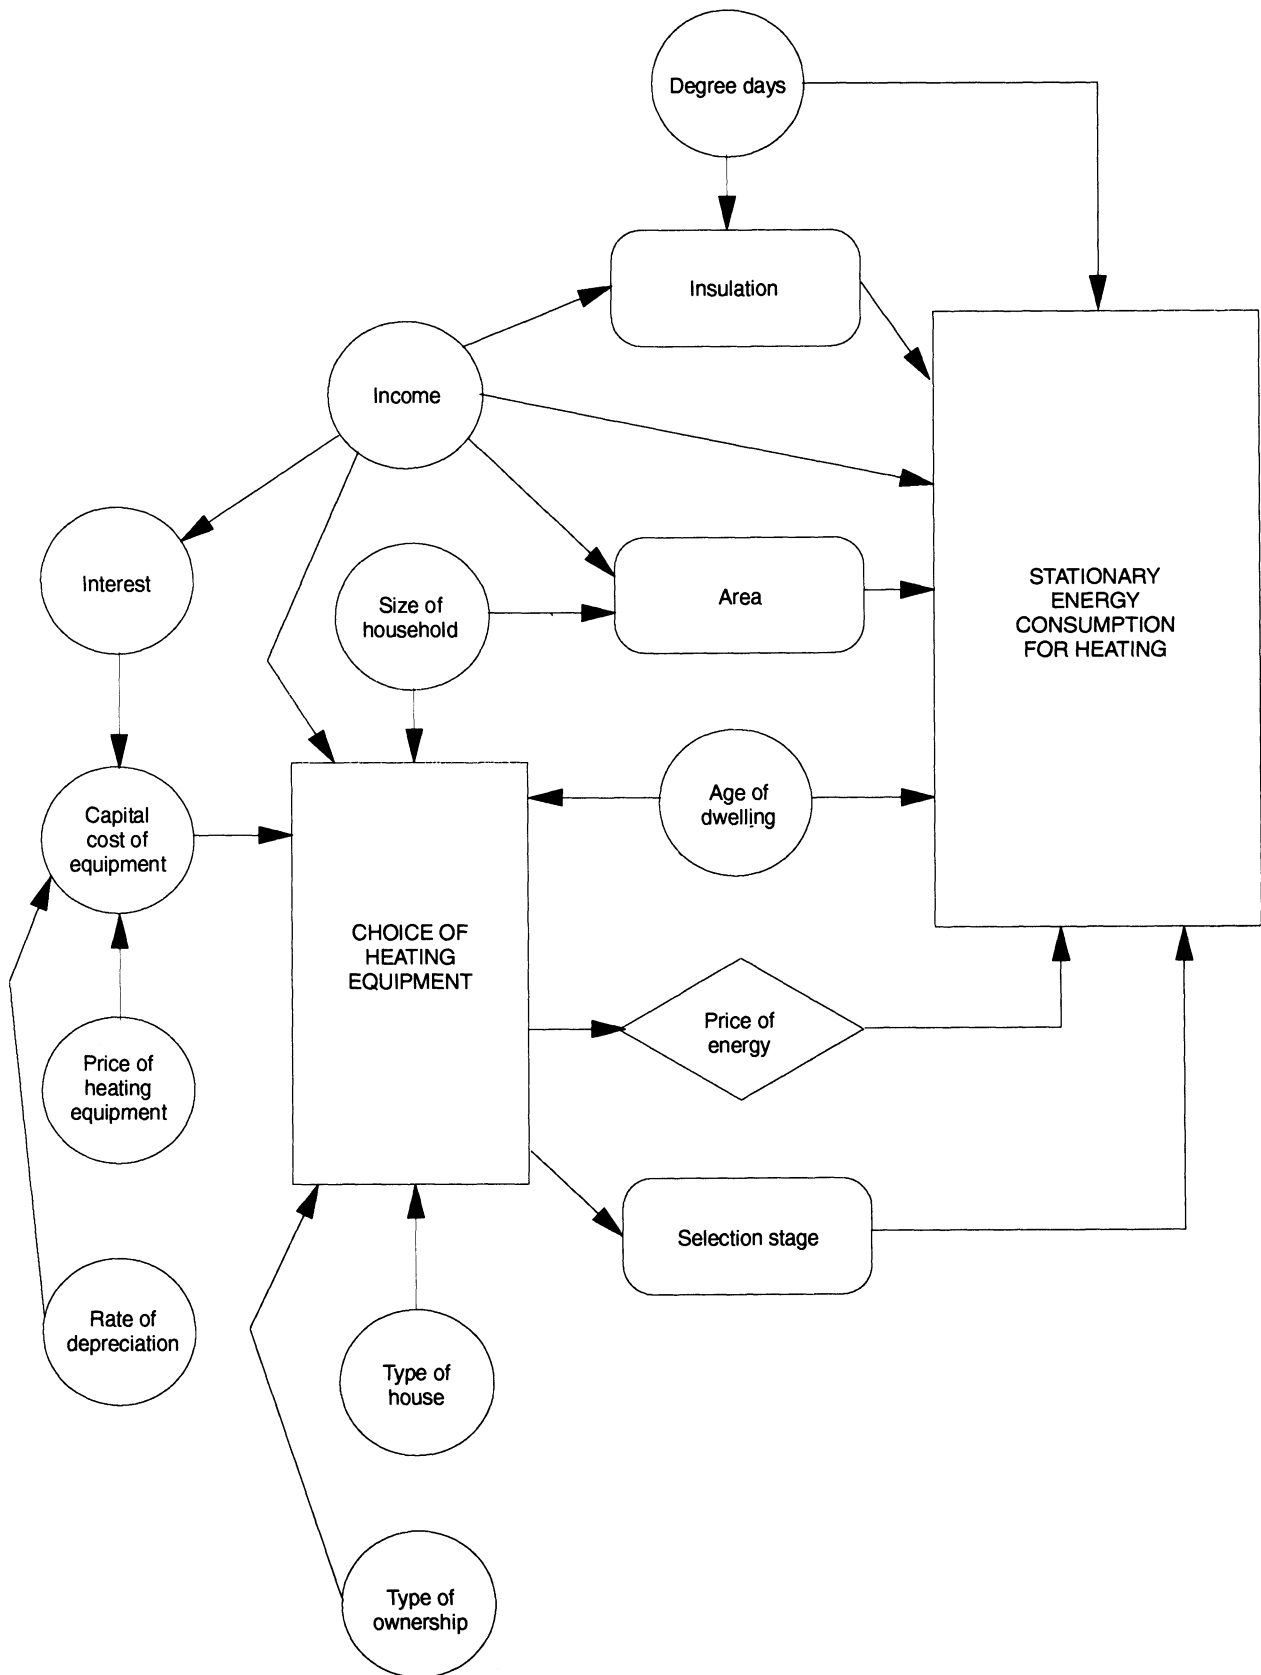 Degree days
Insulation
Income
Interest
Size of
household
Area
STATIONARY
ENERGY
CONSUMPTION
FOR HEATING
Capital
cost of
equipment
Age of
dwelling
CHOICE OF
HEATING
EQUIPMENT
Price of
energy
Price of
heating
equipment
Selection stage
Rate of
depreciation
Type of
house
Type of
ownership